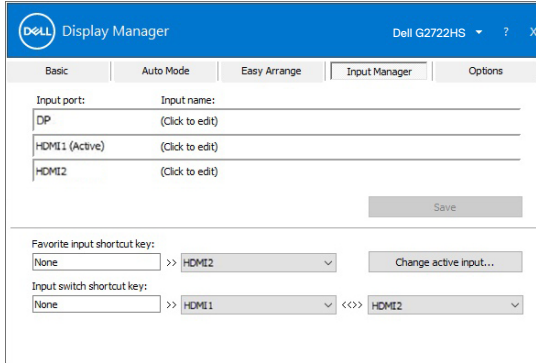 DELL Display Manager Dell G2722HS ? X
Basic Auto Mode Easy Arrange Input Manager Options
Input port: Input name:
DP (Click to edit)
HDMI1 (Active) (Click to edit)
HDMI2 (Click to edit)
Save
Favorite input shortcut key:
None >> HDMI2 Change active input...
Input switch shortcut key:
None >> HDMI1 <<>> HDMI2